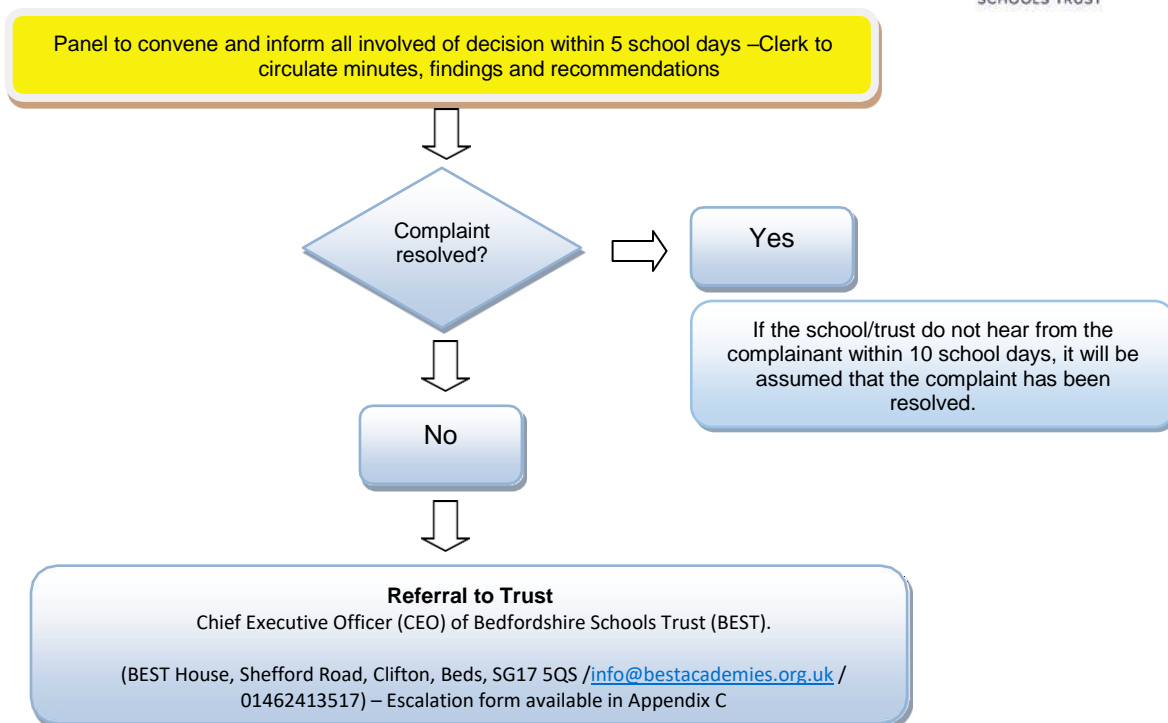 SCHOOLS TRUST
Panel to convene and inform all involved of decision within 5 school days –Clerk to
circulate minutes, findings and recommendations
Complaint
resolved?
Yes
If the school/trust do not hear from the
complainant within 10 school days, it will be
assumed that the complaint has been
resolved.
No
Referral to Trust
Chief Executive Officer (CEO) of Bedfordshire Schools Trust (BEST).
(BEST House, Shefford Road, Clifton, Beds, SG17 5QS /info@bestacademies.org.uk /
01462413517) – Escalation form available in Appendix C